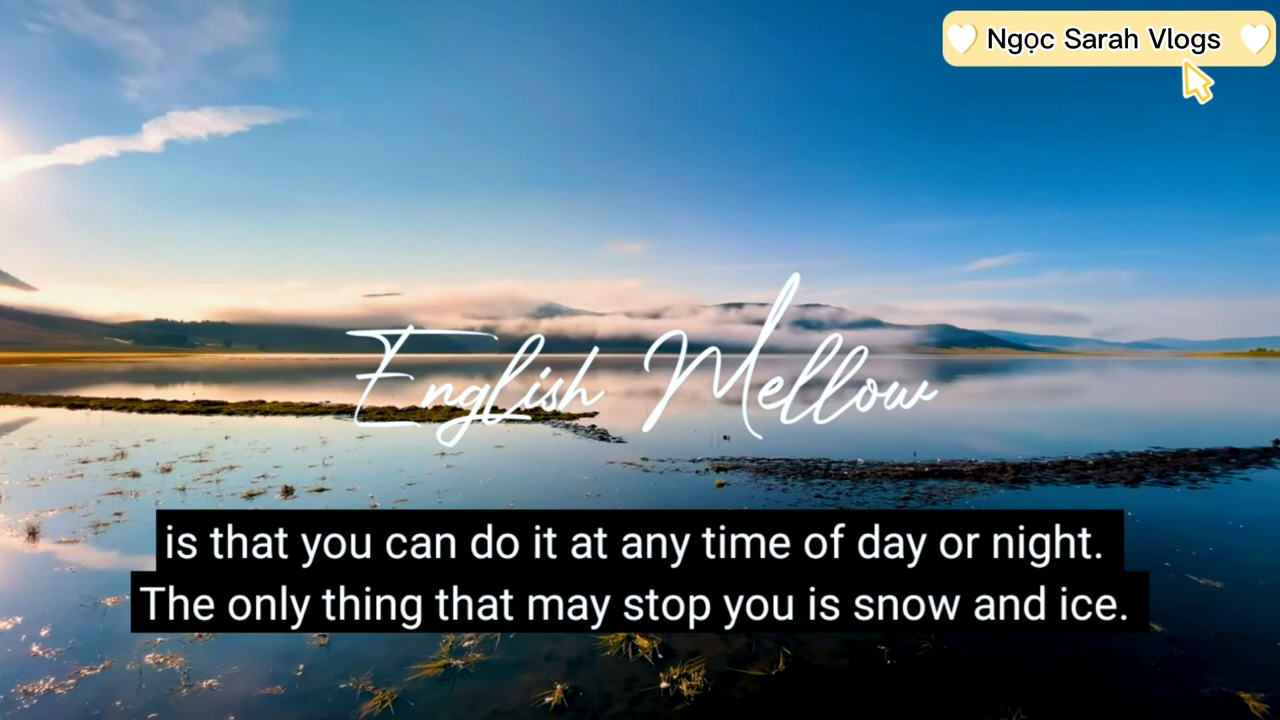 Ngọc Sarah Vlogs
English Mellow
is that you can do it at any time of day or night.
The only thing that may stop you is snow and ice.